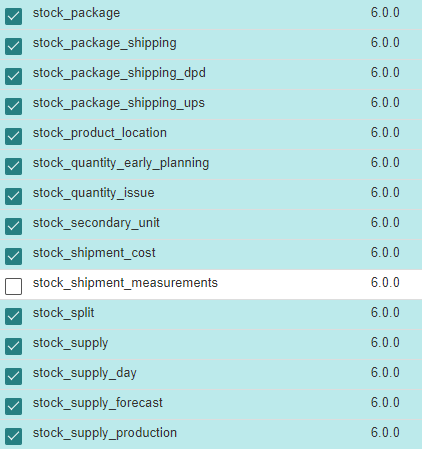 stock_package 6.0.0
stock_package_shipping 6.0.0
stock_package_shipping_dpd 6.0.0
stock_package_shipping_ups 6.0.0
stock_product_location 6.0.0
stock_quantity_early_planning 6.0.0
stock_quantity_issue 6.0.0
stock_secondary_unit 6.0.0
stock_shipment_cost 6.0.0
stock_shipment_measurements 6.0.0
stock_split 6.0.0
stock_supply 6.0.0
stock_supply_day 6.0.0
stock_supply_forecast 6.0.0
stock_supply_production 6.0.0